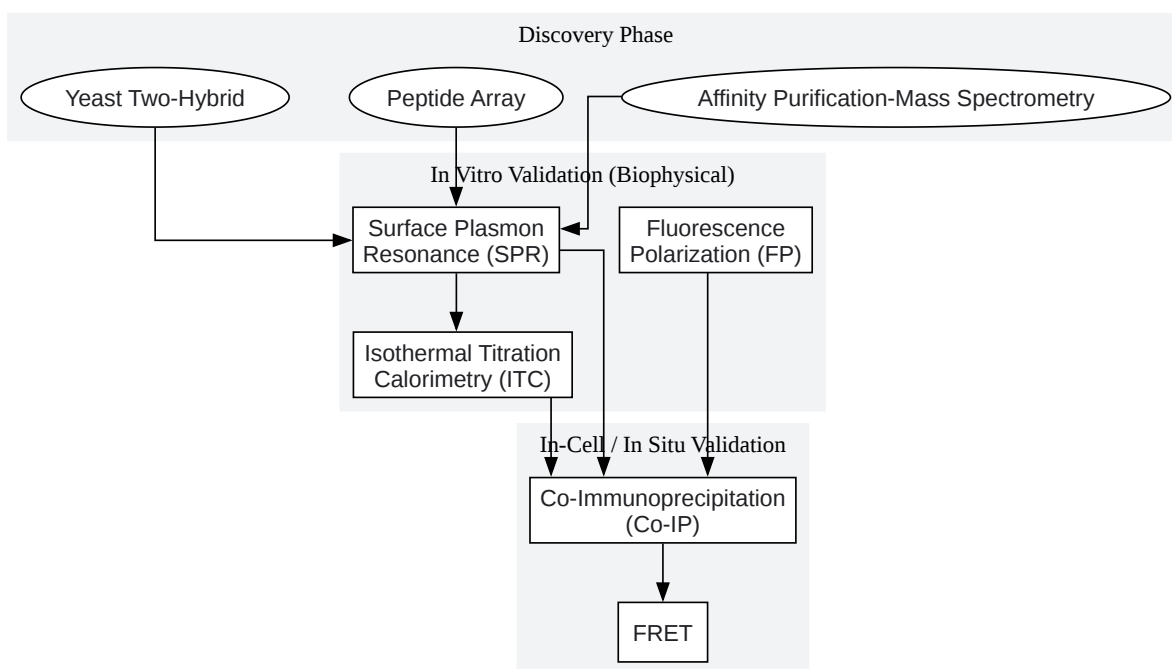 Discovery Phase
Yeast Two-Hybrid
Peptide Array
Affinity Purification-Mass Spectrometry
In Vitro Validation (Biophysical)
Surface Plasmon
Resonance (SPR)
Fluorescence
Polarization (FP)
Isothermal Titration
Calorimetry (ITC)
In-Cell / In Situ Validation
Co-Immunoprecipitation
(Co-IP)
FRET